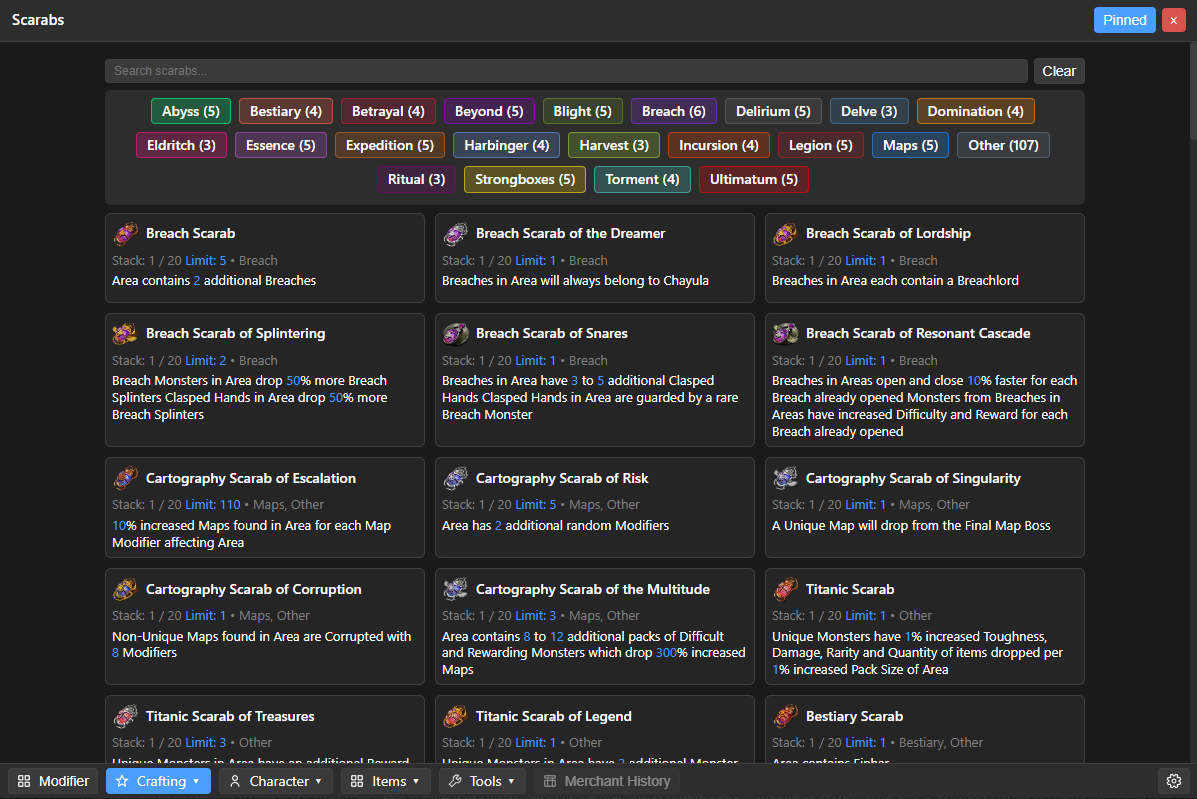 Scarabs
Pinned
x
Search scarabs...
Clear
Abyss (5)
Bestiary (4)
Betrayal (4)
Beyond (5)
Blight (5)
Breach (6)
Delirium (5)
Delve (3)
Domination (4)
Eldritch (3)
Essence (5)
Expedition (5)
Harbinger (4)
Harvest (3)
Incursion (4)
Legion (5)
Maps (5)
Other (107)
Ritual (3)
Strongboxes (5)
Torment (4)
Ultimatum (5)
Breach Scarab
Stack: 1 / 20 Limit: 5 • Breach
Area contains 2 additional Breaches
Breach Scarab of the Dreamer
Stack: 1 / 20 Limit: 1 • Breach
Breaches in Area will always belong to Chayula
Breach Scarab of Lordship
Stack: 1 / 20 Limit: 1 • Breach
Breaches in Area each contain a Breachlord
Breach Scarab of Splintering
Stack: 1 / 20 Limit: 2 • Breach
Breach Monsters in Area drop 50% more Breach
Splinters Clasped Hands in Area drop 50% more
Breach Splinters
Breach Scarab of Snares
Stack: 1 / 20 Limit: 1 • Breach
Breaches in Area have 3 to 5 additional Clasped
Hands Clasped Hands in Area are guarded by a rare
Breach Monster
Breach Scarab of Resonant Cascade
Stack: 1 / 20 Limit: 1 • Breach
Breaches in Areas open and close 10% faster for each
Breach already opened Monsters from Breaches in
Areas have increased Difficulty and Reward for each
Breach already opened
Cartography Scarab of Escalation
Stack: 1 / 20 Limit: 110 • Maps, Other
10% increased Maps found in Area for each Map
Modifier affecting Area
Cartography Scarab of Risk
Stack: 1 / 20 Limit: 5 • Maps, Other
Area has 2 additional random Modifiers
Cartography Scarab of Singularity
Stack: 1 / 20 Limit: 1 • Maps, Other
A Unique Map will drop from the Final Map Boss
Cartography Scarab of Corruption
Stack: 1 / 20 Limit: 1 • Maps, Other
Non-Unique Maps found in Area are Corrupted with
8 Modifiers
Cartography Scarab of the Multitude
Stack: 1 / 20 Limit: 3 • Maps, Other
Area contains 8 to 12 additional packs of Difficult
and Rewarding Monsters which drop 300% increased
Maps
Titanic Scarab
Stack: 1 / 20 Limit: 1 • Other
Unique Monsters have 1% increased Toughness,
Damage, Rarity and Quantity of items dropped per
1% increased Pack Size of Area
Titanic Scarab of Treasures
Stack: 1 / 20 Limit: 3 • Other
Unique Monsters in Area have an additional Reward
Titanic Scarab of Legend
Stack: 1 / 20 Limit: 1 • Other
Unique Monsters in Area have 2 additional Monster
Bestiary Scarab
Stack: 1 / 20 Limit: 1 • Bestiary, Other
Area contains Einhar
Modifier
Crafting
Character
Items
Tools
Merchant History